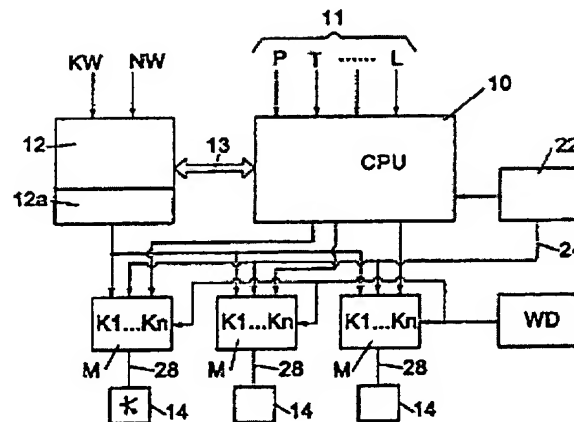 11
KW NW P T ...... L
10
12 13 CPU 22
12a
24
K1...Kn K1...Kn K1...Kn WD
M 28 M 28 M 28
14 14 14